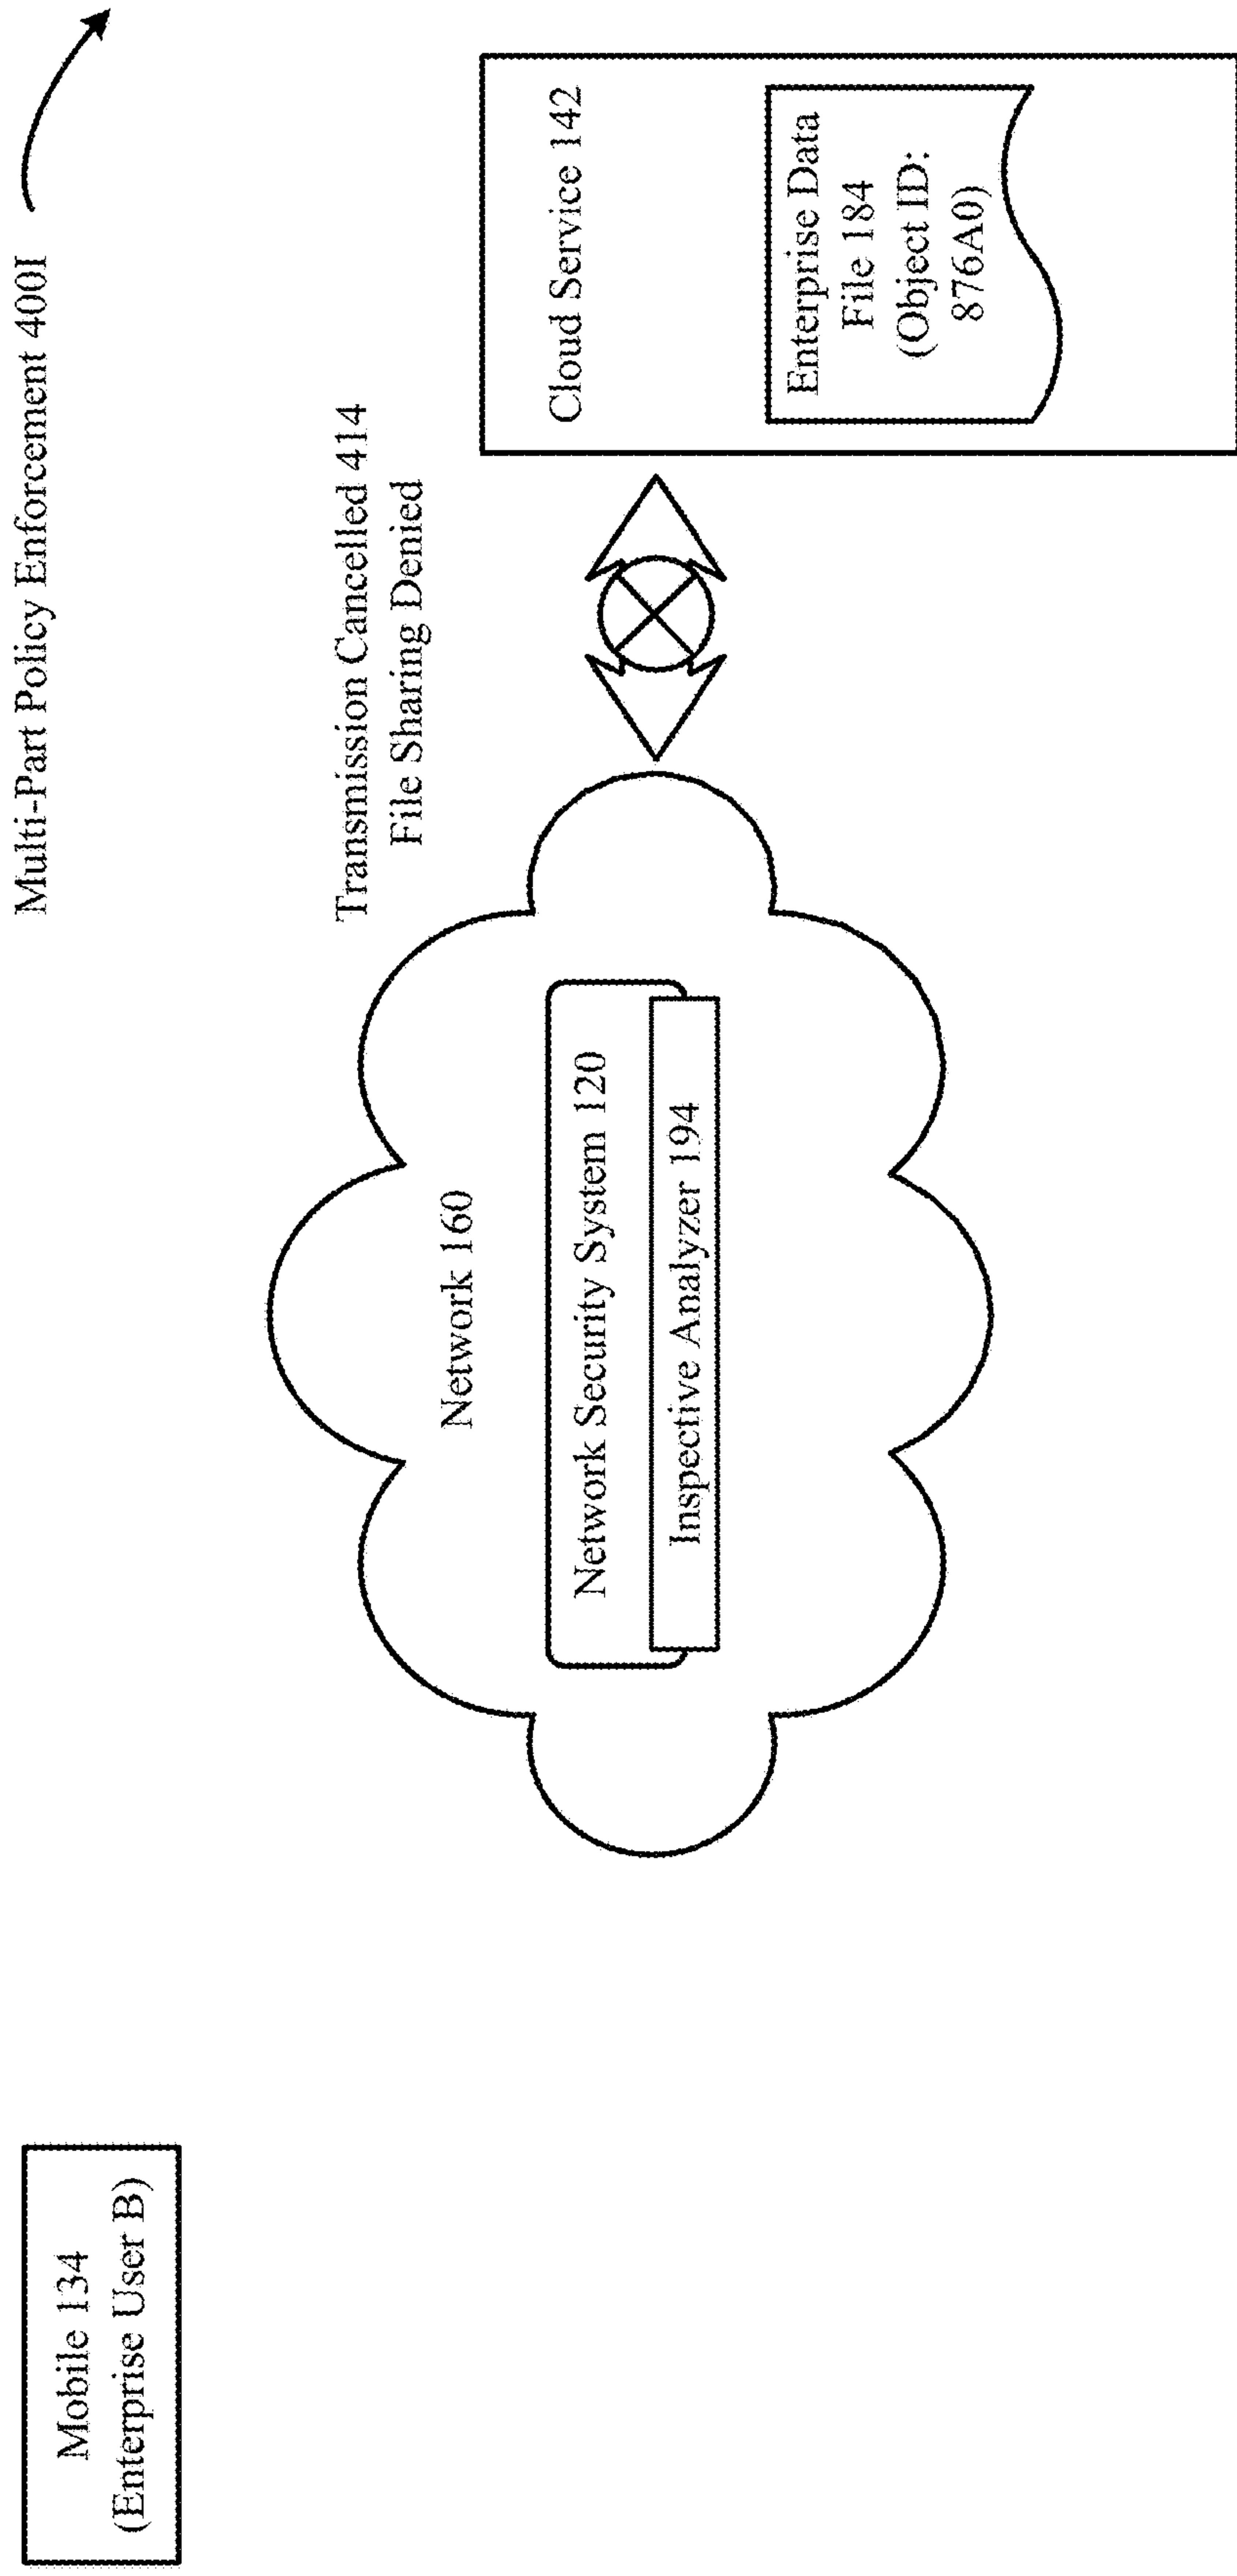 Multi-Part Policy Enforcement 400I
Mobile 134
(Enterprise User B)
Transmission Cancelled 414
File Sharing Denied
Network 160
Network Security System 120
Inspective Analyzer 194
Cloud Service 142
Enterprise Data
File 184
(Object ID:
876A0)